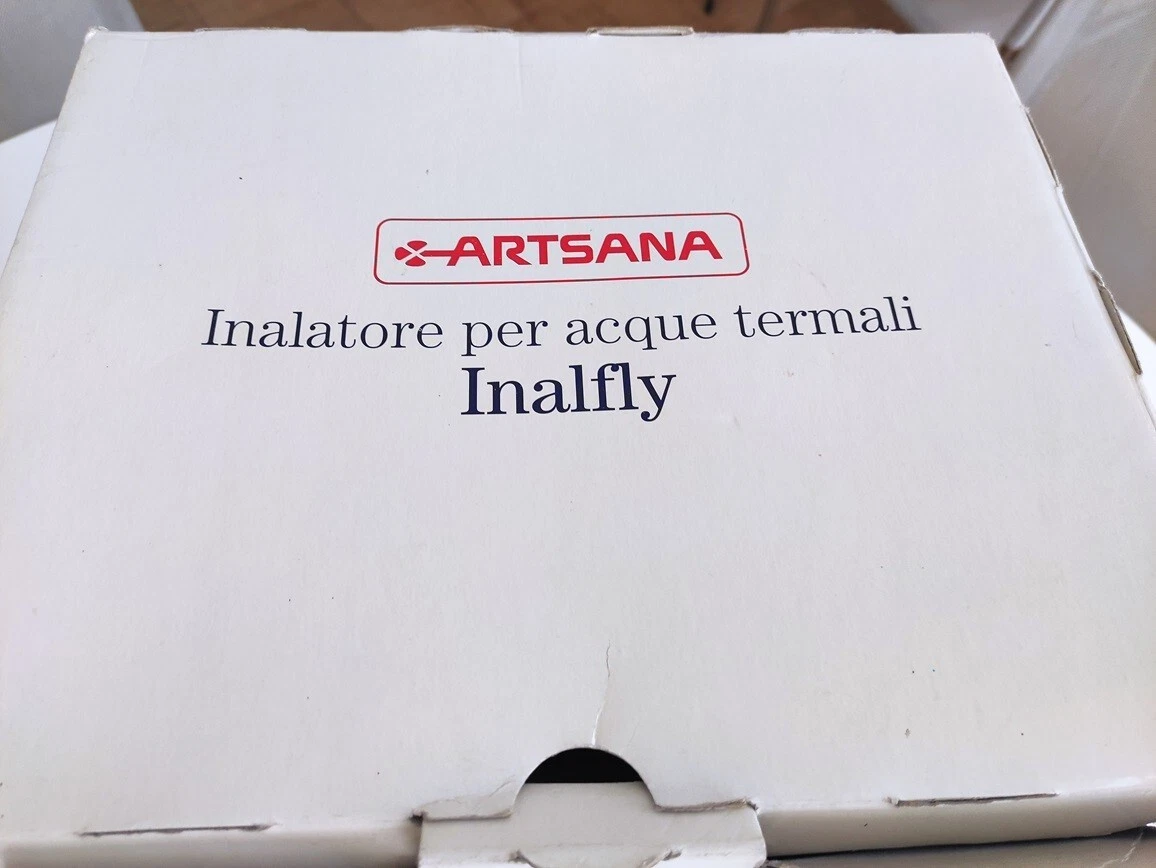 ARTSANA
Inalatore per acque termali
Inalfly